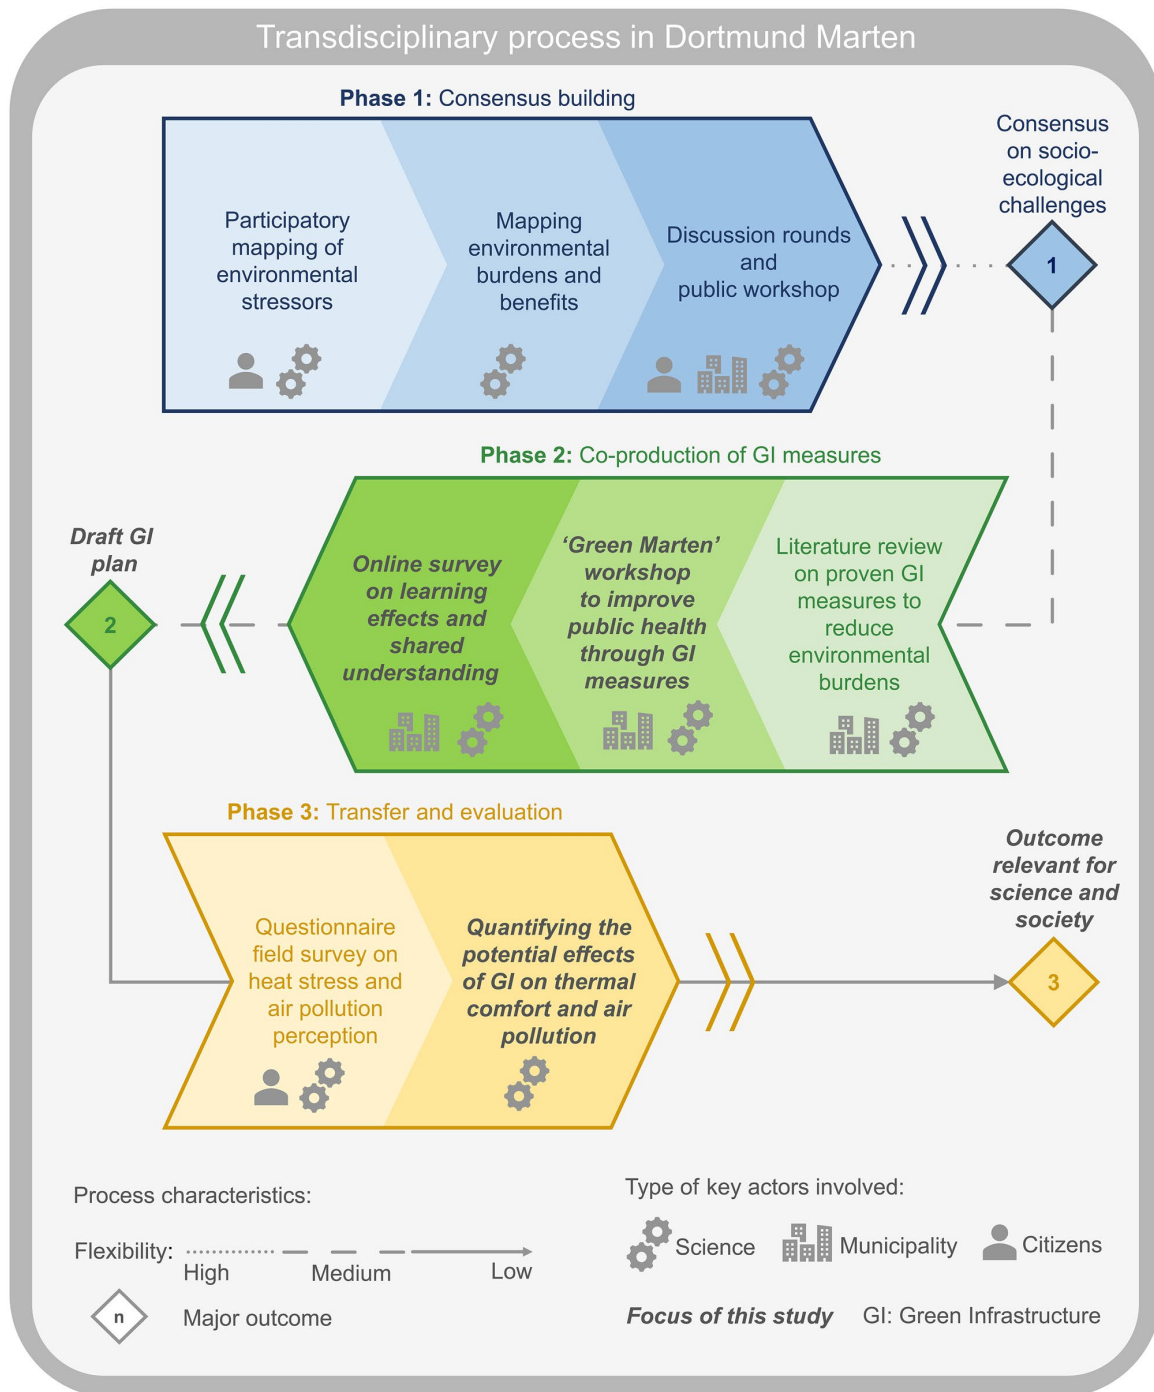 Transdisciplinary process in Dortmund Marten
Phase 1: Consensus building
Participatory
mapping of
environmental
stressors
Mapping
environmental
burdens and
benefits
Discussion rounds
and
public workshop
Consensus
on socio-
ecological
challenges
1
Phase 2: Co-production of GI measures
Literature review
on proven GI
measures to
reduce
environmental
burdens
‘Green Marten’
workshop
to improve
public health
through GI
measures
Online survey
on learning
effects and
shared
understanding
Draft GI
plan
2
Phase 3: Transfer and evaluation
Questionnaire
field survey on
heat stress and
air pollution
perception
Quantifying the
potential effects
of GI on thermal
comfort and air
pollution
Outcome
relevant for
science and
society
3
Process characteristics:
Flexibility:
High
Medium
Low
n
Major outcome
Type of key actors involved:
Science
Municipality
Citizens
Focus of this study
GI: Green Infrastructure